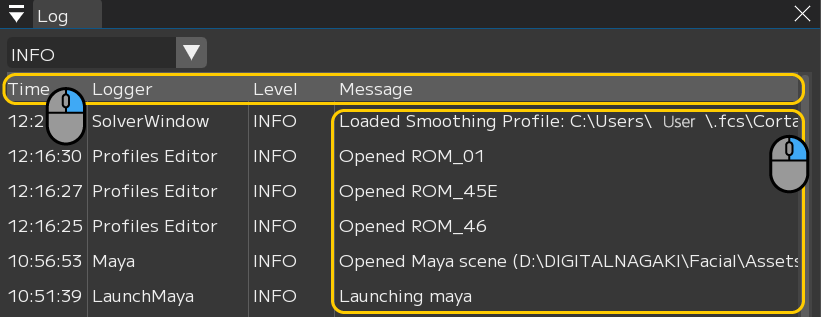 Log
INFO
Time Logger Level Message
12:2 SolverWindow INFO Loaded Smoothing Profile: C:\Users\ User \.fcs\Corta
12:16:30 Profiles Editor INFO Opened ROM_01
12:16:27 Profiles Editor INFO Opened ROM_45E
12:16:25 Profiles Editor INFO Opened ROM_46
10:56:53 Maya INFO Opened Maya scene (D:\DIGITALNAGAKI\Facial\Assets
10:51:39 LaunchMaya INFO Launching maya